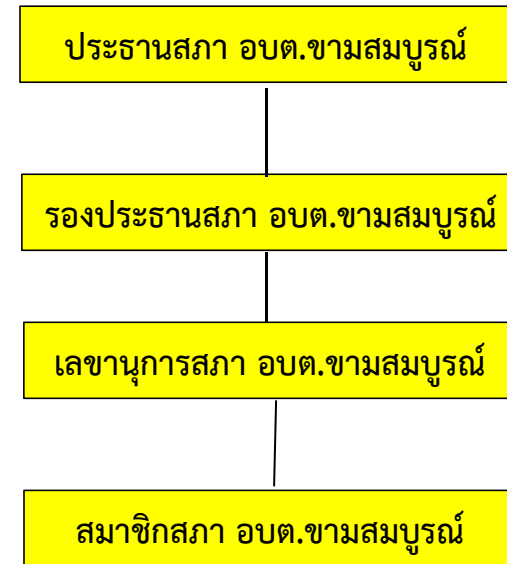 ประธานสภา อบต.ขามสมบูรณ์
รองประธานสภา อบต.ขามสมบูรณ์
เลขานุการสภา อบต.ขามสมบูรณ์
สมาชิกสภา อบต.ขามสมบูรณ์